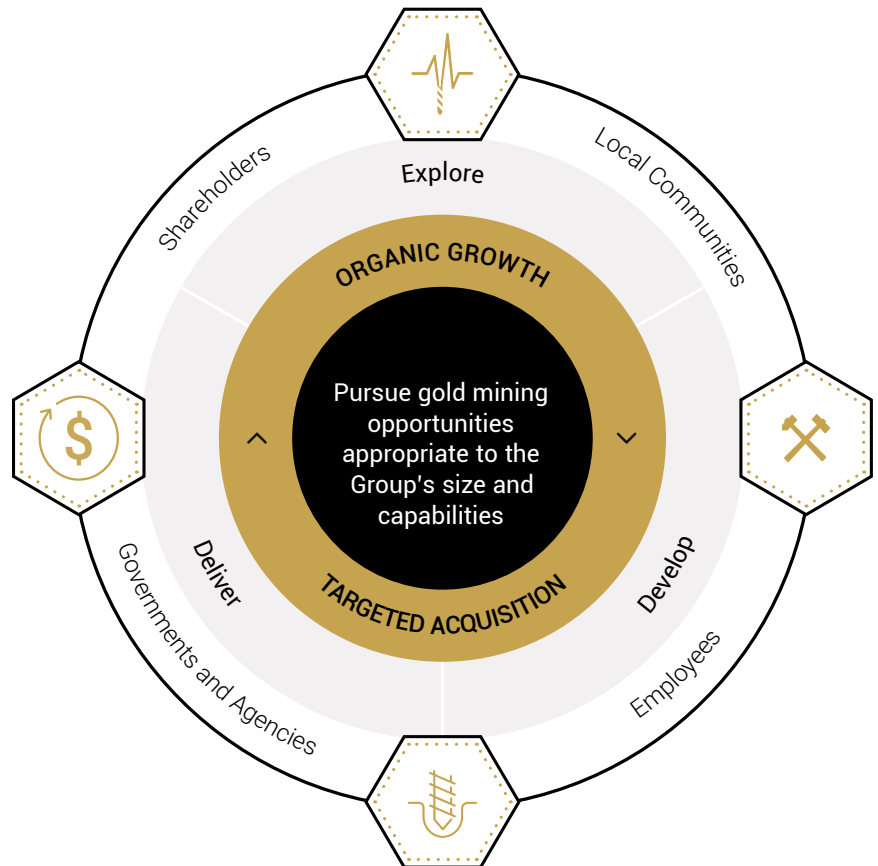 Shareholders
Local Communities
Explore
ORGANIC GROWTH
Pursue gold mining
opportunities
appropriate to the
Group's size and
capabilities
$
Deliver
TARGETED ACQUISITION
Develop
Governments and Agencies
Employees